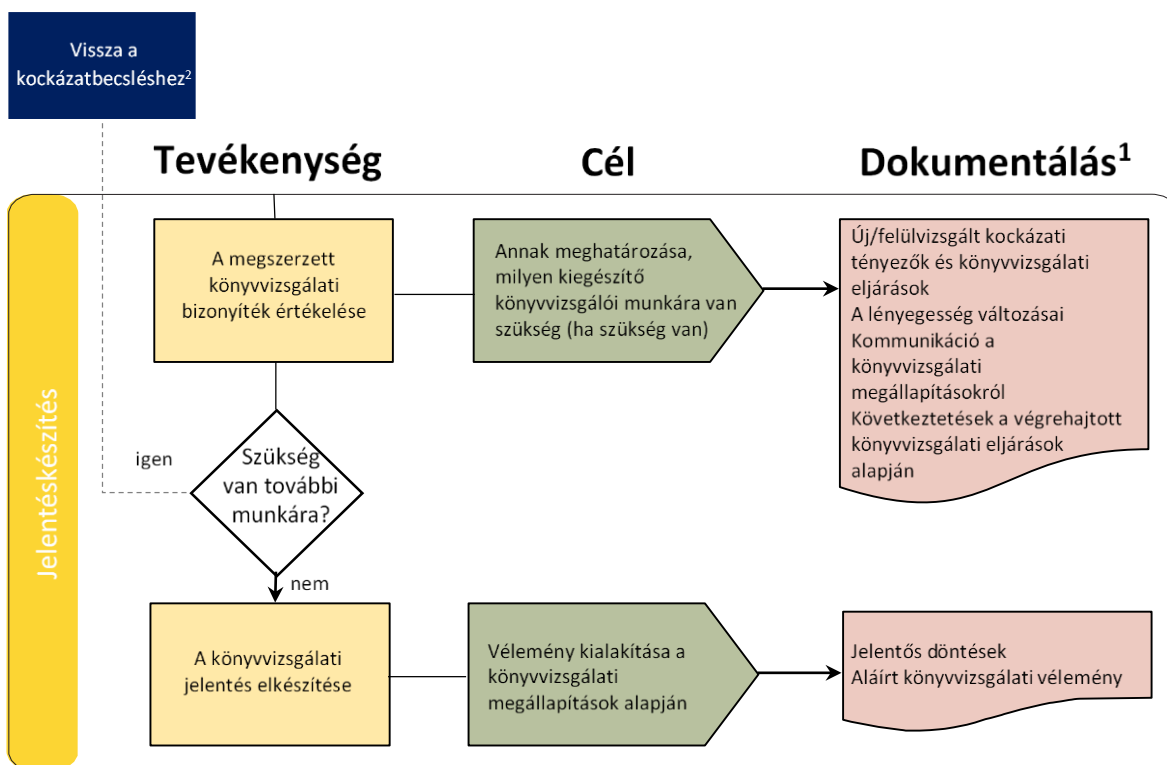 Vissza a
kockázatbecsléshez²
Tevékenység
Cél
Dokumentálás¹
Jelentéskészítés
A megszerzett
könyvvizsgálati
bizonyíték értékelése
Annak meghatározása,
milyen kiegészítő
könyvvizsgálói munkára van
szükség (ha szükség van)
Új/felülvizsgált kockázati
tényezők és könyvvizsgálati
eljárások
A lényegesség változásai
Kommunikáció a
könyvvizsgálati
megállapításokról
Következtetések a végrehajtott
könyvvizsgálati eljárások
alapján
igen
Szükség
van további
munkára?
nem
A könyvvizsgálati
jelentés elkészítése
Vélemény kialakítása a
könyvvizsgálati
megállapítások alapján
Jelentős döntések
Aláírt könyvvizsgálati vélemény